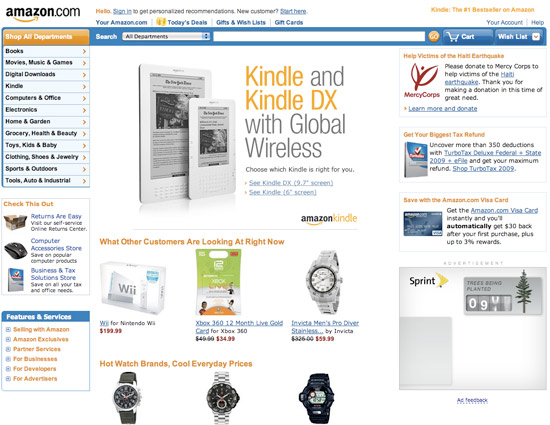 amazon.com
Hello. Sign in to get personalized recommendations. New customer? Start here.
Kindle: The #1 Bestseller on Amazon
Your Amazon.com
Today's Deals
Gifts & Wish Lists
Gift Cards
Your Account
Help
Shop All Departments
Search
All Departments
GO
Cart
Wish List
Books
Movies, Music & Games
Digital Downloads
Kindle
Computers & Office
Electronics
Home & Garden
Grocery, Health & Beauty
Toys, Kids & Baby
Clothing, Shoes & Jewelry
Sports & Outdoors
Tools, Auto & Industrial
Check This Out
Returns Are Easy
Visit our self-service
Online Returns Center.
Computer
Accessories Store
Save on popular
computer products
Business & Tax
Solutions Store
Save on all your tax
and office needs.
Features & Services
Selling with Amazon
Amazon Exclusives
Partner Services
For Businesses
For Developers
For Advertisers
Kindle and
Kindle DX
with Global
Wireless
Choose which Kindle is right for you.
See Kindle DX (9.7" screen)
See Kindle (6" screen)
amazonkindle
What Other Customers Are Looking At Right Now
Wii
XBOX
Wii for Nintendo Wii
$199.99
Xbox 360 12 Month Live Gold
Card for Xbox 360
$49.99 $34.99
Invicta Men's Pro Diver
Stainless... by Invicta
$325.00 $59.99
Hot Watch Brands, Cool Everyday Prices
Help Victims of the Haiti Earthquake
MercyCorps
Please donate to Mercy Corps to
help victims of the Haiti
earthquake. Thank you for
making a donation in this time of
great need.
Learn more and donate
Get Your Biggest Tax Refund
Uncover more than 350 deductions
with TurboTax Deluxe Federal + State
2009 + eFile and get your maximum
refund. Shop TurboTax 2009.
Save with the Amazon.com Visa Card
Get the Amazon.com Visa Card
instantly and you'll
automatically get $30 back
after your first purchase, plus
up to 3% rewards.
ADVERTISEMENT
Sprint
TREES BEING
PLANTED
Ad feedback